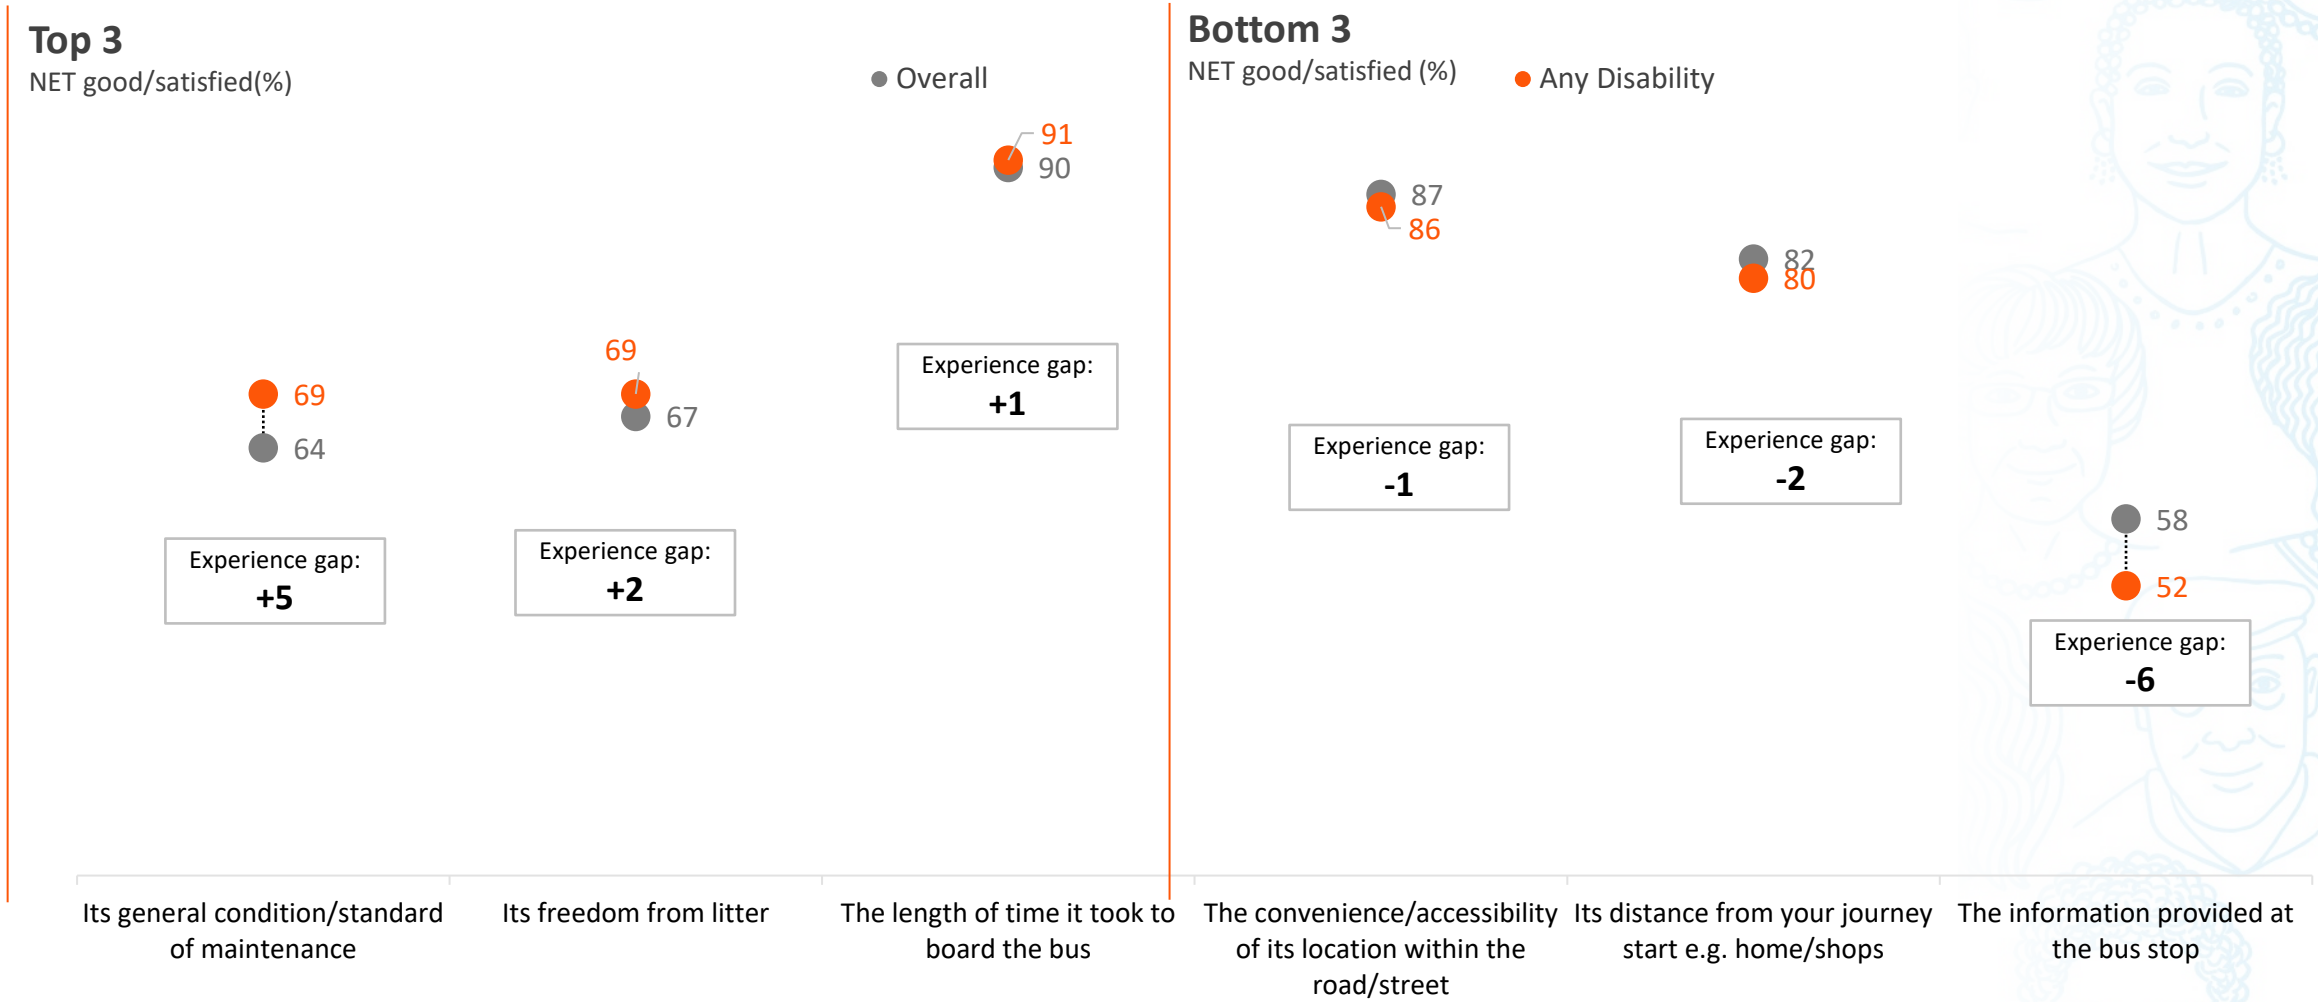 Top 3
NET good/satisfied(%)
Overall
91
90
69
64
69
67
Experience gap:
+5
Experience gap:
+2
Experience gap:
+1
Its general condition/standard
of maintenance
Its freedom from litter
The length of time it took to
board the bus
Bottom 3
NET good/satisfied (%)
Any Disability
87
86
82
80
58
52
Experience gap:
-1
Experience gap:
-2
Experience gap:
-6
The convenience/accessibility
of its location within the
road/street
Its distance from your journey
start e.g. home/shops
The information provided at
the bus stop